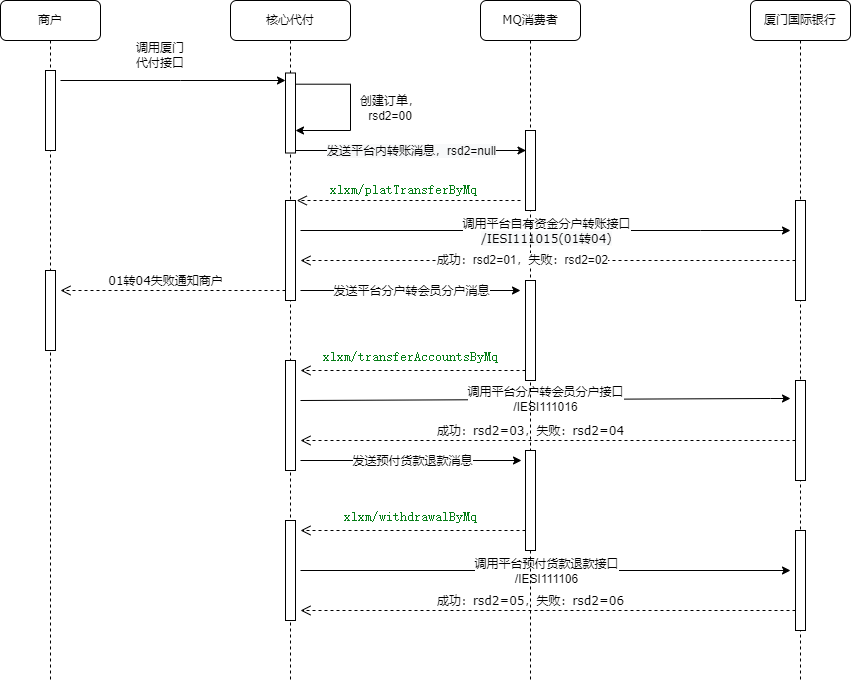 商户
核心代付
MQ消费者
厦门国际银行
调用厦门
代付接口
创建订单，
rsd2=00
发送平台内转账消息，rsd2=null
xlxm/platTransferByMq
调用平台自有资金分户转账接口
/IESI111015(01转04)
成功：rsd2=01，失败：rsd2=02
01转04失败通知商户
发送平台分户转会员分户消息
xlxm/transferAccountsByMq
调用平台分户转会员分户接口
/IESI111016
成功：rsd2=03，失败：rsd2=04
发送预付货款退款消息
xlxm/withdrawalByMq
调用平台预付货款退款接口
/IESI111106
成功：rsd2=05，失败：rsd2=06